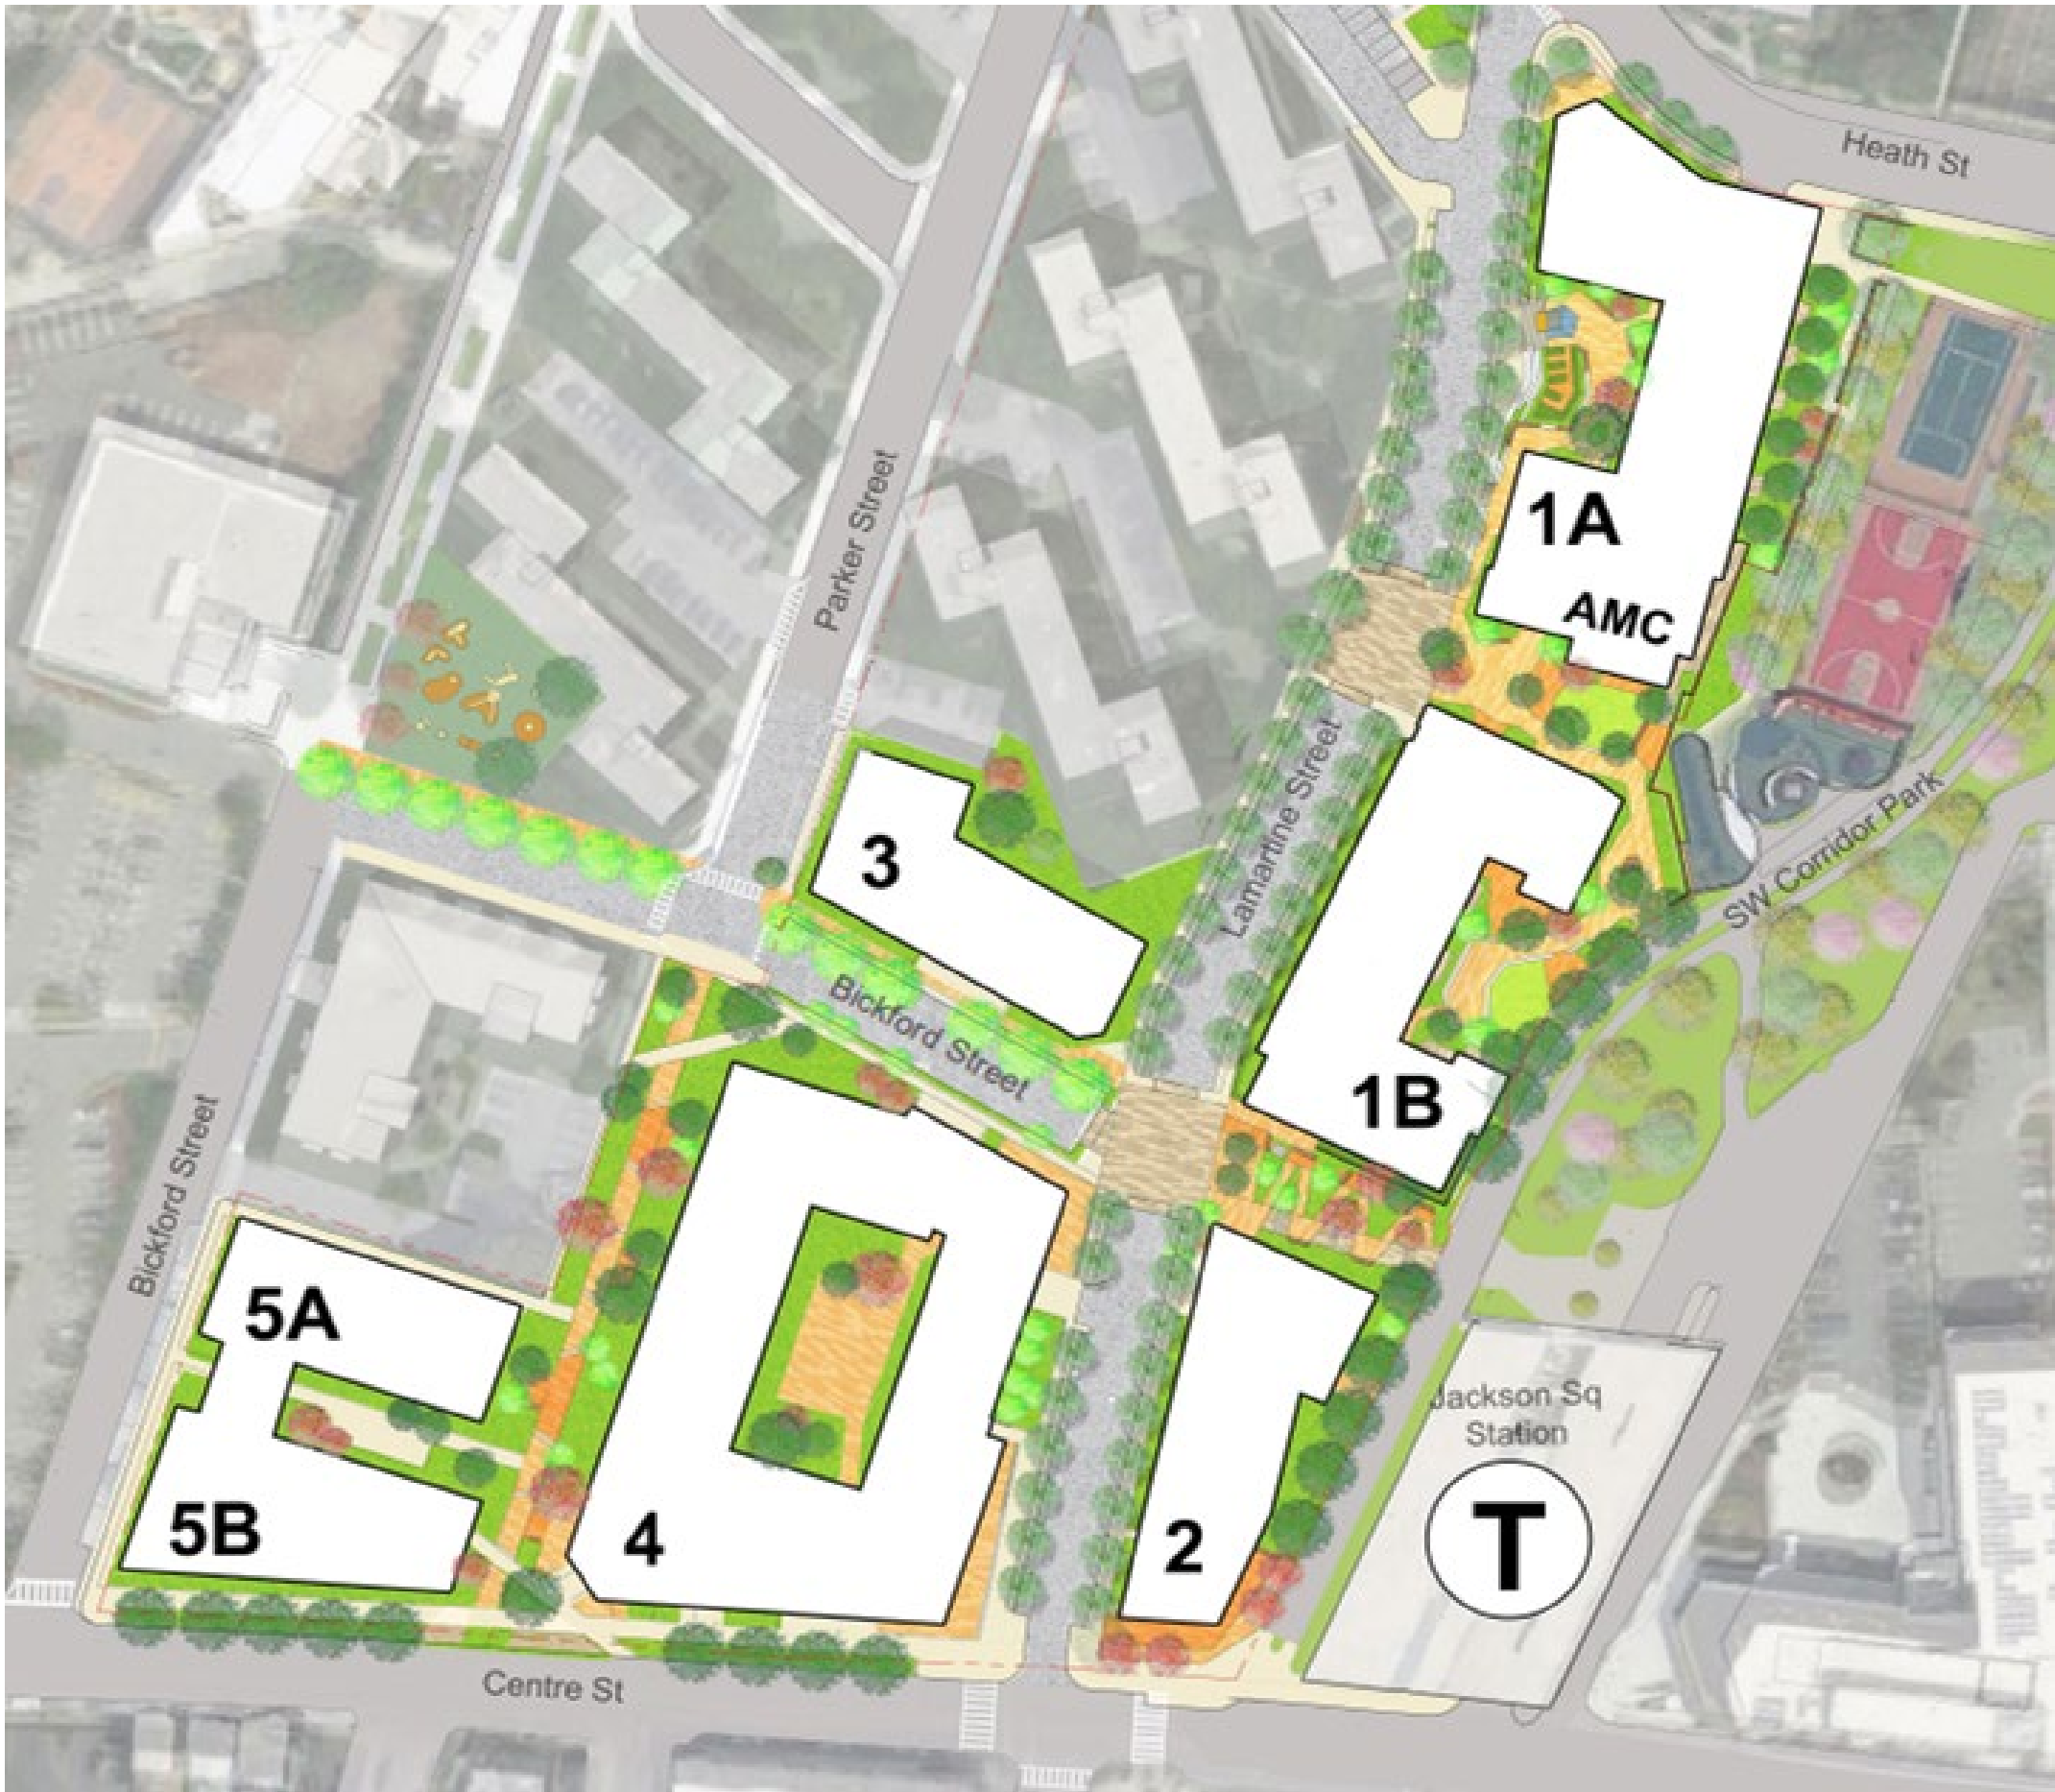 Heath St
Parker Street
1A
AMC
Lamartine Street
3
SW Corridor Park
Bickford Street
1B
Bickford Street
5A
Jackson Sq
Station
T
5B
4
2
Centre St